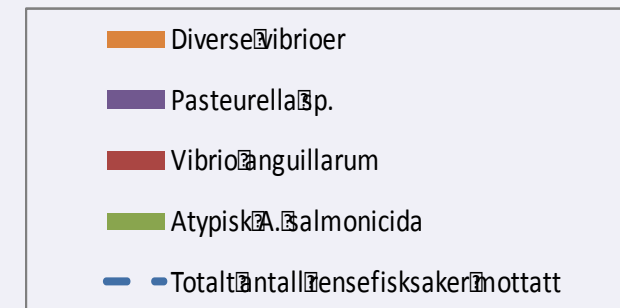 Diverse vibrioer
Pasteurella sp.
Vibrio anguillarum
Atypisk A. salmonicida
Totalt antall rensefisksaker mottatt